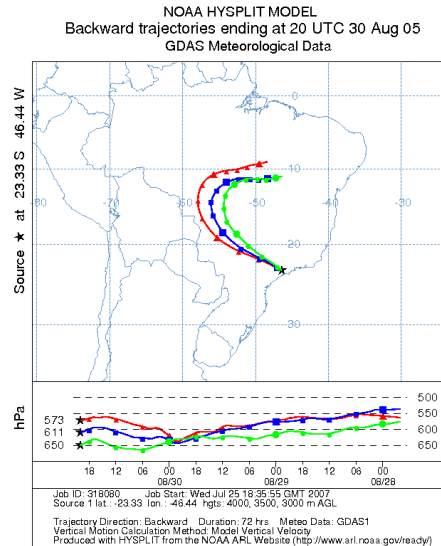 NOAA HYSPLIT MODEL
Backward trajectories ending at 20 UTC 30 Aug 05
GDAS Meteorological Data
Source ★ at 23.33 S 46.44 W
-80 -70 -60 -50 -40 -30
0
-10
-20
-30
hPa
573
611
650
500
550
600
650
18 12 06 00 18 12 06 00 18 12 06 00
08/30 08/29 08/28
Job ID: 318080 Job Start: Wed Jul 25 18:35:55 GMT 2007
Source 1 lat.: -23.33 lon.: -46.44 hgts: 4000, 3500, 3000 m AGL
Trajectory Direction: Backward Duration: 72 hrs Meteo Data: GDAS1
Vertical Motion Calculation Method: Model Vertical Velocity
Produced with HYSPLIT from the NOAA ARL Website (http://www.arl.noaa.gov/ready/)